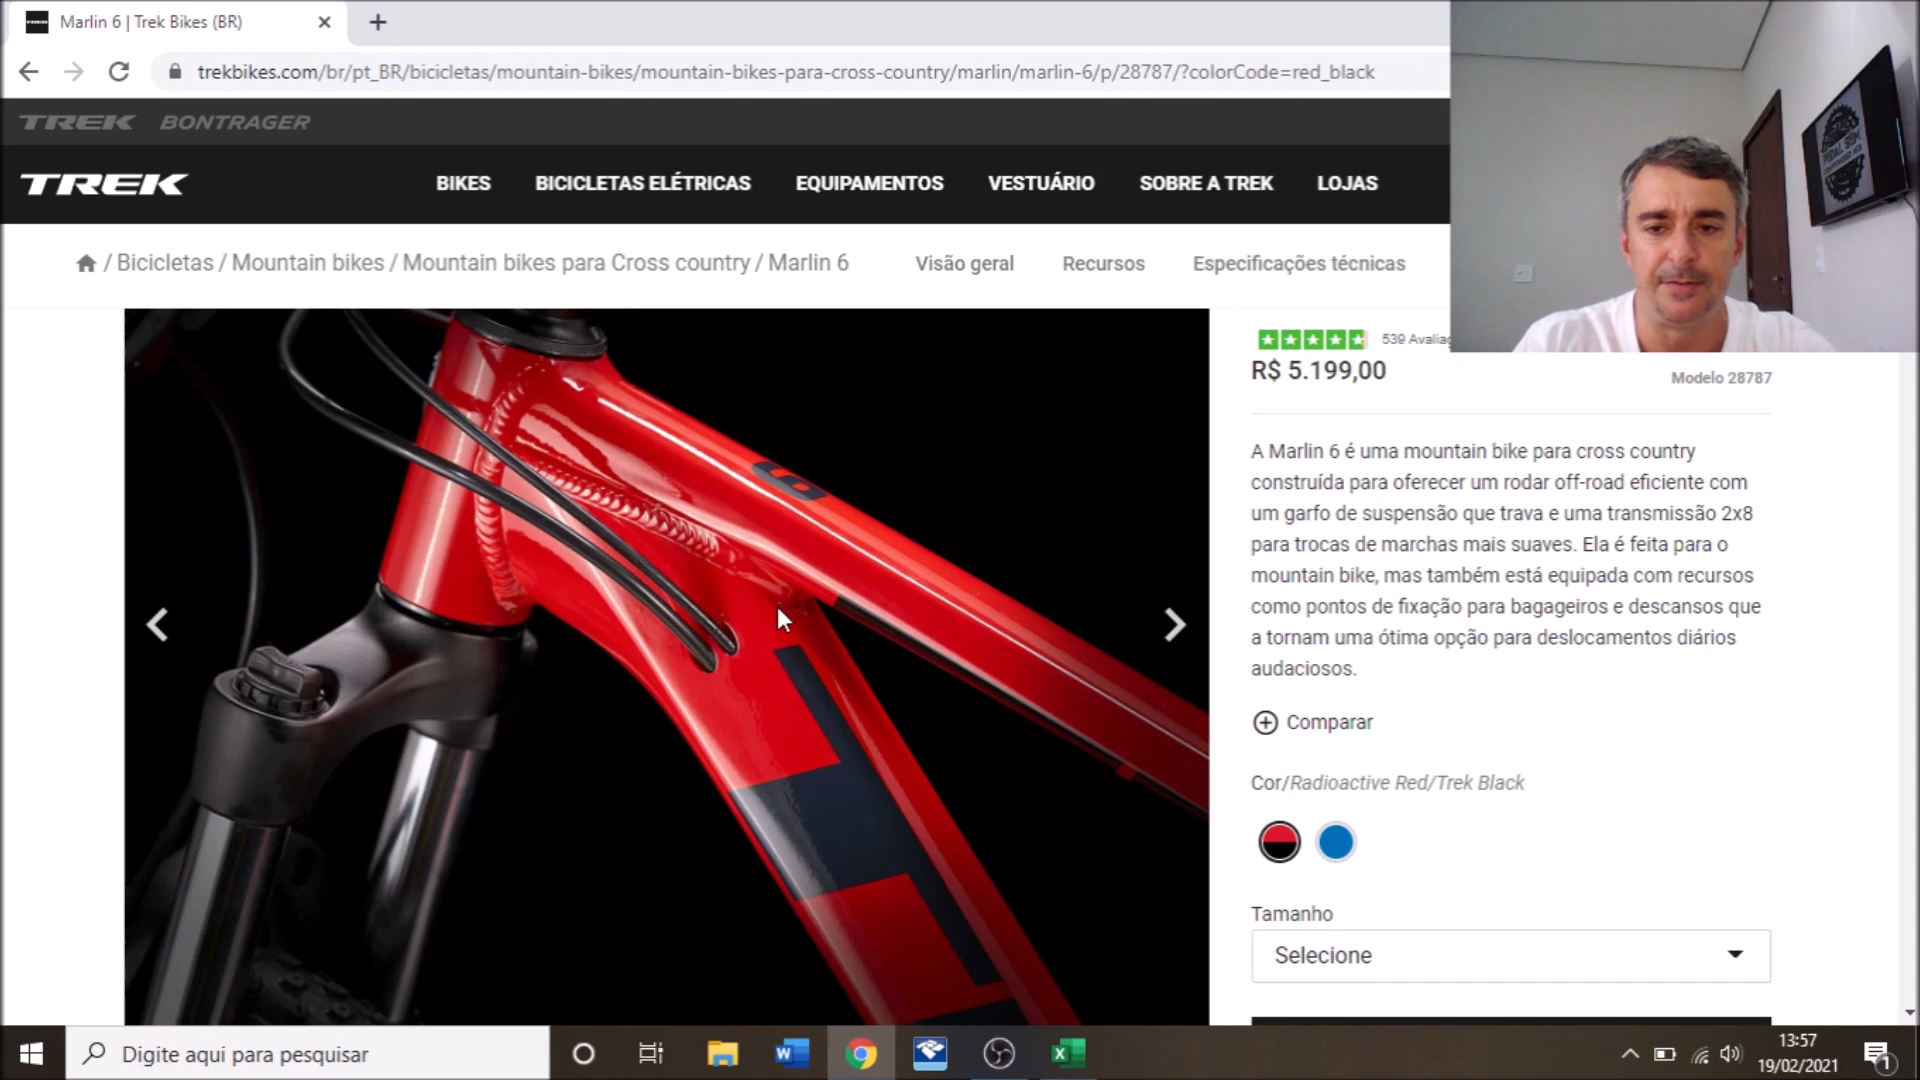 TREK Marlin 6 | Trek Bikes (BR)
trekbikes.com/br/pt_BR/bicicletas/mountain-bikes/mountain-bikes-para-cross-country/marlin/marlin-6/p/28787/?colorCode=red_black
TREK BONTRAGER
TREK BIKES BICICLETAS ELÉTRICAS EQUIPAMENTOS VESTUÁRIO SOBRE A TREK LOJAS
/ Bicicletas / Mountain bikes / Mountain bikes para Cross country / Marlin 6 Visão geral Recursos Especificações técnicas
539
R$ 5.199,00
Modelo 28787
A Marlin 6 é uma mountain bike para cross country
construída para oferecer um rodar off-road eficiente com
um garfo de suspensão que trava e uma transmissão 2x8
para trocas de marchas mais suaves. Ela é feita para o
mountain bike, mas também está equipada com recursos
como pontos de fixação para bagageiros e descansos que
a tornam uma ótima opção para deslocamentos diários
audaciosos.
Comparar
Cor/Radioactive Red/Trek Black
Tamanho
Selecione
6
Digite aqui para pesquisar
13:57
19/02/2021
1